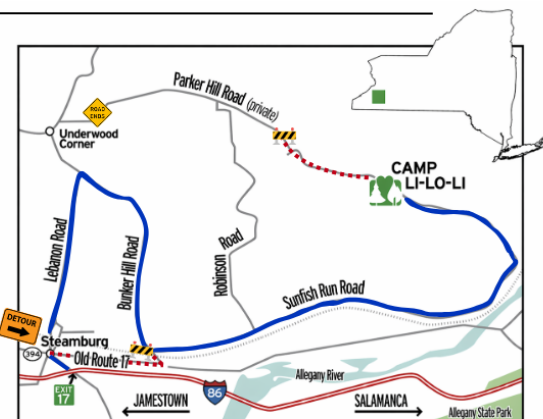 Parker Hill Road (private)
ROAD
ENDS
Underwood
Corner
CAMP
LI-LO-LI
Lebanon Road
Bunker Hill Road
Robinson Road
Sunfish Run Road
DETOUR
Steamburg
394
Old Route 17
EXIT
17
86
Allegany River
JAMESTOWN
SALAMANCA
Allegany State Park